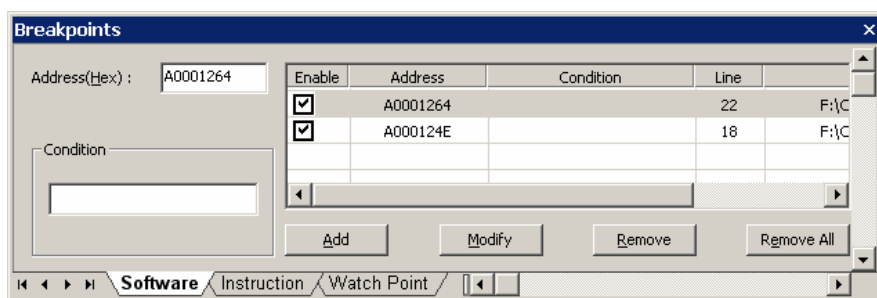 Breakpoints
Address(Hex) : A0001264
Enable Address Condition Line
A0001264 22 F:\C
A000124E 18 F:\C
Condition
Add Modify Remove Remove All
Software Instruction Watch Point